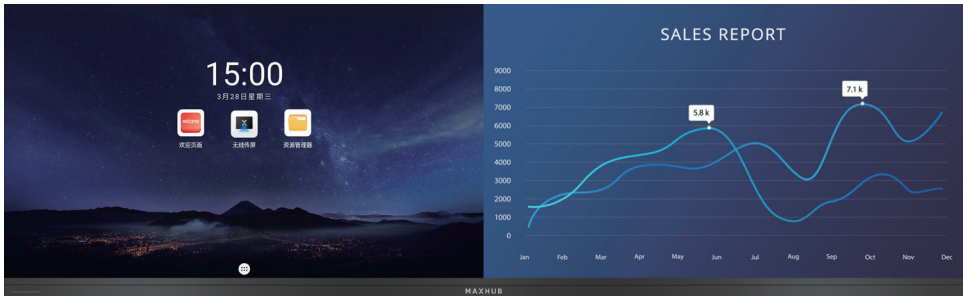 15:00
3月28日星期三
welcome
欢迎页面
无线传屏
资源管理器
SALES REPORT
9000
8000
7000
6000
5000
4000
3000
2000
1000
0
5.8 k
7.1 k
Jan Feb Mar Apr May Jun Jul Aug Sep Oct Nov Dec
MAXHUB